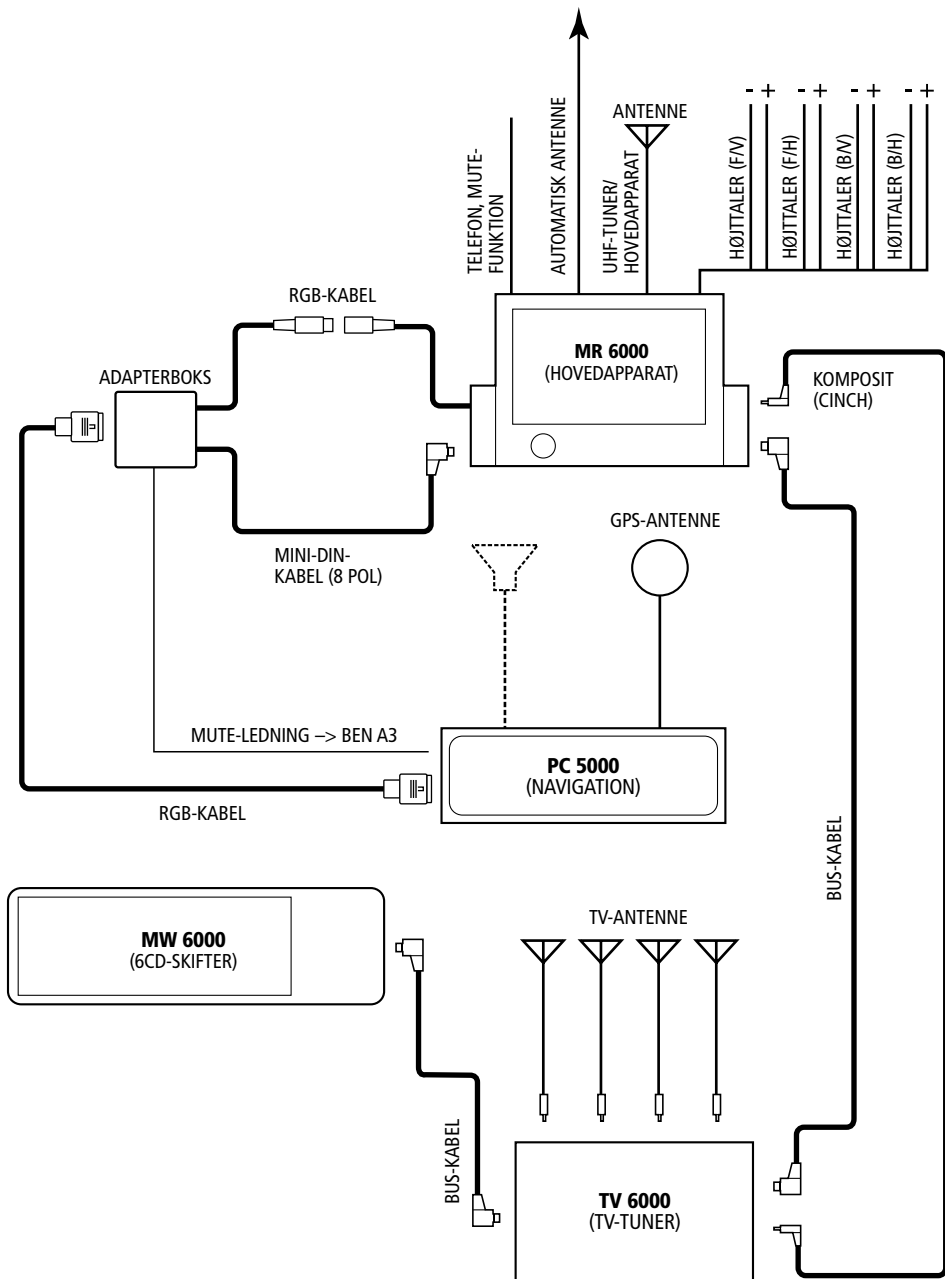 - + - + - + - +
HØJTTALER (F/V)
HØJTTALER (F/H)
HØJTTALER (B/V)
HØJTTALER (B/H)
ANTENNE
TELEFON, MUTE-
FUNKTION
AUTOMATISK ANTENNE
UHF-TUNER/
HOVEDAPPARAT
RGB-KABEL
MR 6000
(HOVEDAPPARAT)
ADAPTERBOKS
KOMPOSIT
(CINCH)
GPS-ANTENNE
MINI-DIN-
KABEL (8 POL)
MUTE-LEDNING –> BEN A3
PC 5000
(NAVIGATION)
RGB-KABEL
BUS-KABEL
MW 6000
(6CD-SKIFTER)
TV-ANTENNE
BUS-KABEL
TV 6000
(TV-TUNER)